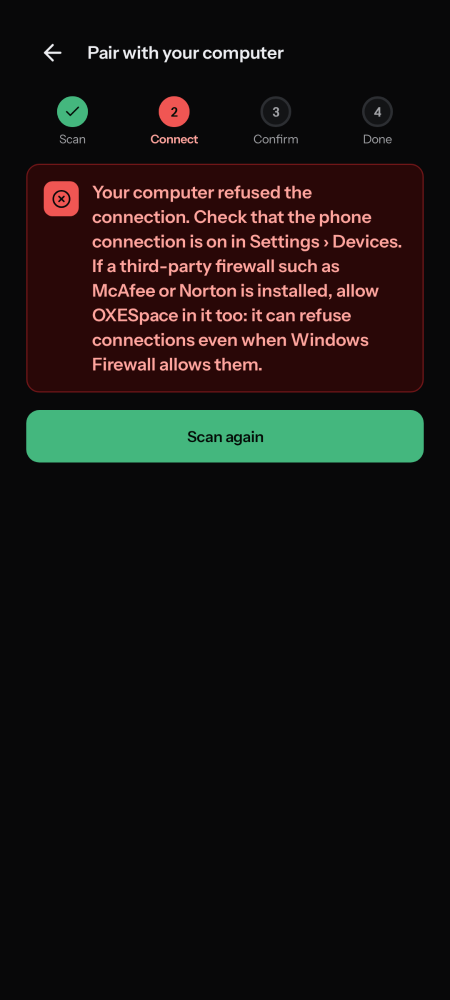 Pair with your computer
2
3
4
Scan
Connect
Confirm
Done
Your computer refused the
connection. Check that the phone
connection is on in Settings › Devices.
If a third-party firewall such as
McAfee or Norton is installed, allow
OXESpace in it too: it can refuse
connections even when Windows
Firewall allows them.
Scan again